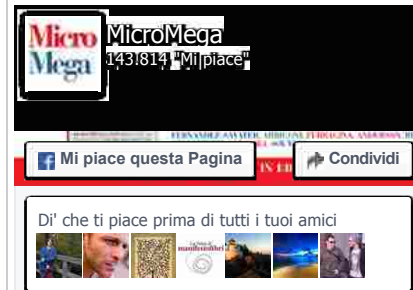 Micro
Mega
MicroMega
143.814 "Mi piace"
Mi piace questa Pagina
Condividi
Di' che ti piace prima di tutti i tuoi amici
manifestolibri